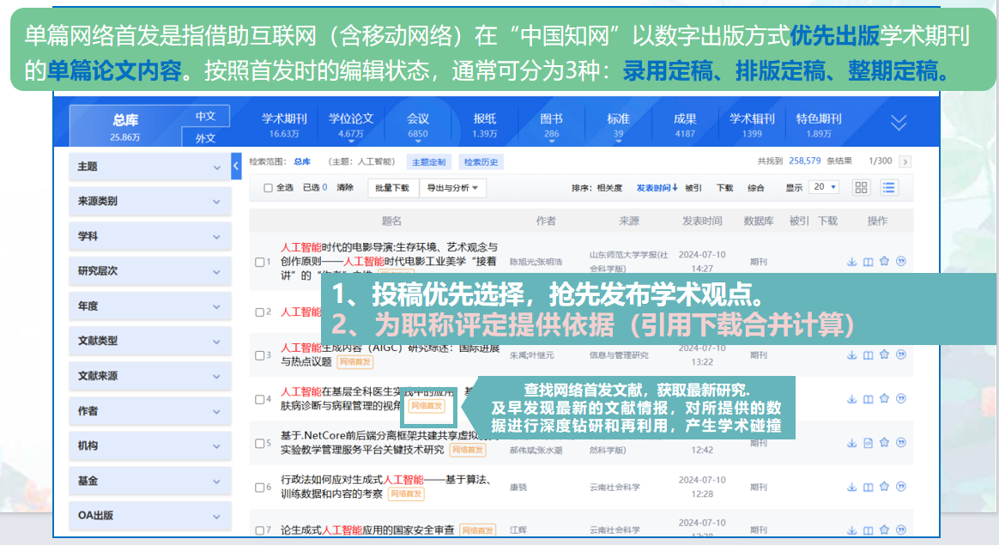 单篇网络首发是指借助互联网（含移动网络）在“中国知网”以数字出版方式优先出版学术期刊
的单篇论文内容。按照首发时的编辑状态，通常可分为3种：录用定稿、排版定稿、整期定稿。
总库
25.86万
中文
外文
学术期刊
16.63万
学位论文
4.67万
会议
6850
报纸
1.39万
图书
286
标准
39
成果
4187
学术辑刊
1399
特色期刊
1.89万
主题
来源类别
学科
研究层次
年度
文献类型
文献来源
作者
机构
基金
OA出版
检索范围：总库 （主题：人工智能） 主题定制 检索历史 共找到 258,579 条结果 1/300
全选 已选 0 清除 批量下载 导出与分析 排序：相关度 发表时间↓ 被引 下载 综合 显示 20
题名 作者 来源 发表时间 数据库 被引 下载 操作
1
人工智能时代的电影导演:生存环境、艺术观念与
创作原则——人工智能时代电影工业美学“接着
讲”的
陈旭光;张明浩
山东师范大学学报(社
会科学版)
2024-07-10
14:27
期刊
1、投稿优先选择，抢先发布学术观点。
2、为职称评定提供依据（引用下载合并计算）
2 人工智能
3
人工智能生成内容（AIGC）研究综述：国际进展
与热点议题 网络首发
朱禹;叶继元
信息与管理研究
2024-07-10
13:22
期刊
4
人工智能在基层全科医生实践中的应用
肤病诊断与病程管理的视角 网络首发
查找网络首发文献，获取最新研究.
及早发现最新的文献情报，对所提供的数
据进行深度钻研和再利用，产生学术碰撞
5
基于.NetCore前后端分离框架共建共享虚拟
实验教学管理服务平台关键技术研究 网络首发
郝伟斌;张水潮
然科学版)
12:42
期刊
6
行政法如何应对生成式人工智能——基于算法、
训练数据和内容的考察 网络首发
康骁
云南社会科学
2024-07-10
12:28
期刊
7 论生成式人工智能应用的国家安全审查 网络首发
江辉
云南社会科学
2024-07-10
12:28
期刊